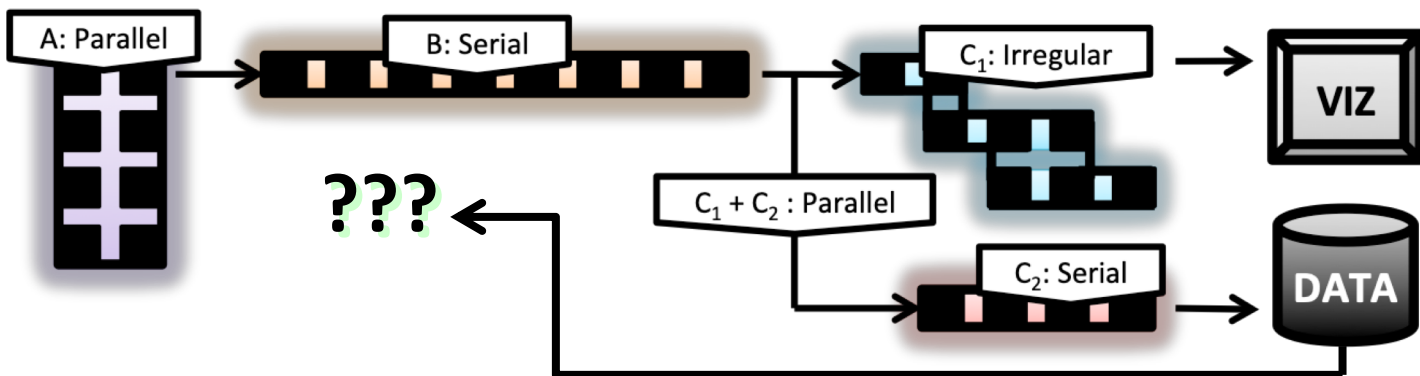 A: Parallel
B: Serial
C₁: Irregular
VIZ
???
C₁ + C₂ : Parallel
C₂: Serial
DATA